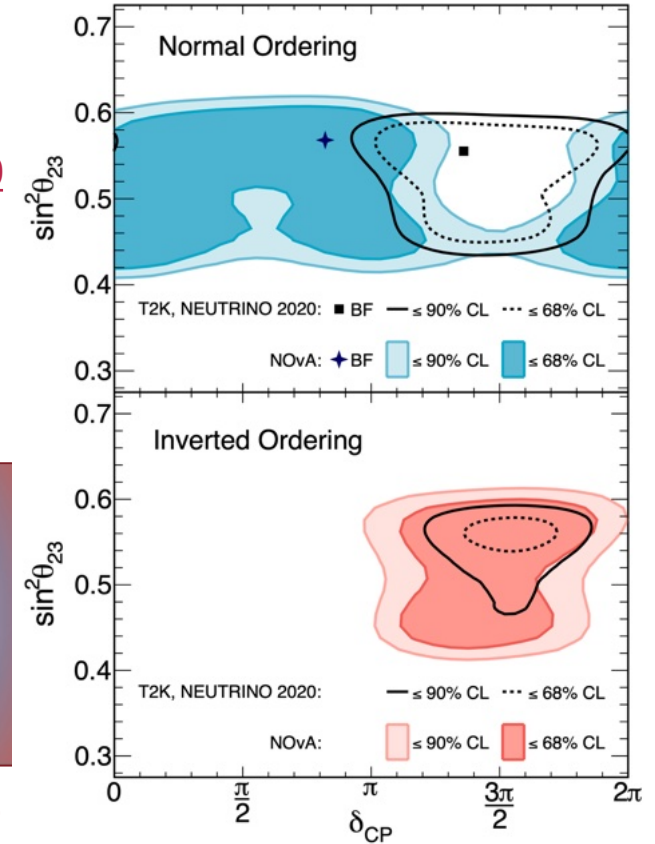 0.7
Normal Ordering
0.6
)
sin²θ₂₃
0.5
0.4
T2K, NEUTRINO 2020: BF ≤ 90% CL ≤ 68% CL
NOvA: BF ≤ 90% CL ≤ 68% CL
0.3
0.7
Inverted Ordering
0.6
sin²θ₂₃
0.5
0.4
T2K, NEUTRINO 2020: ≤ 90% CL ≤ 68% CL
NOvA: ≤ 90% CL ≤ 68% CL
0.3
0 π/2 π 3π/2 2π
δCP